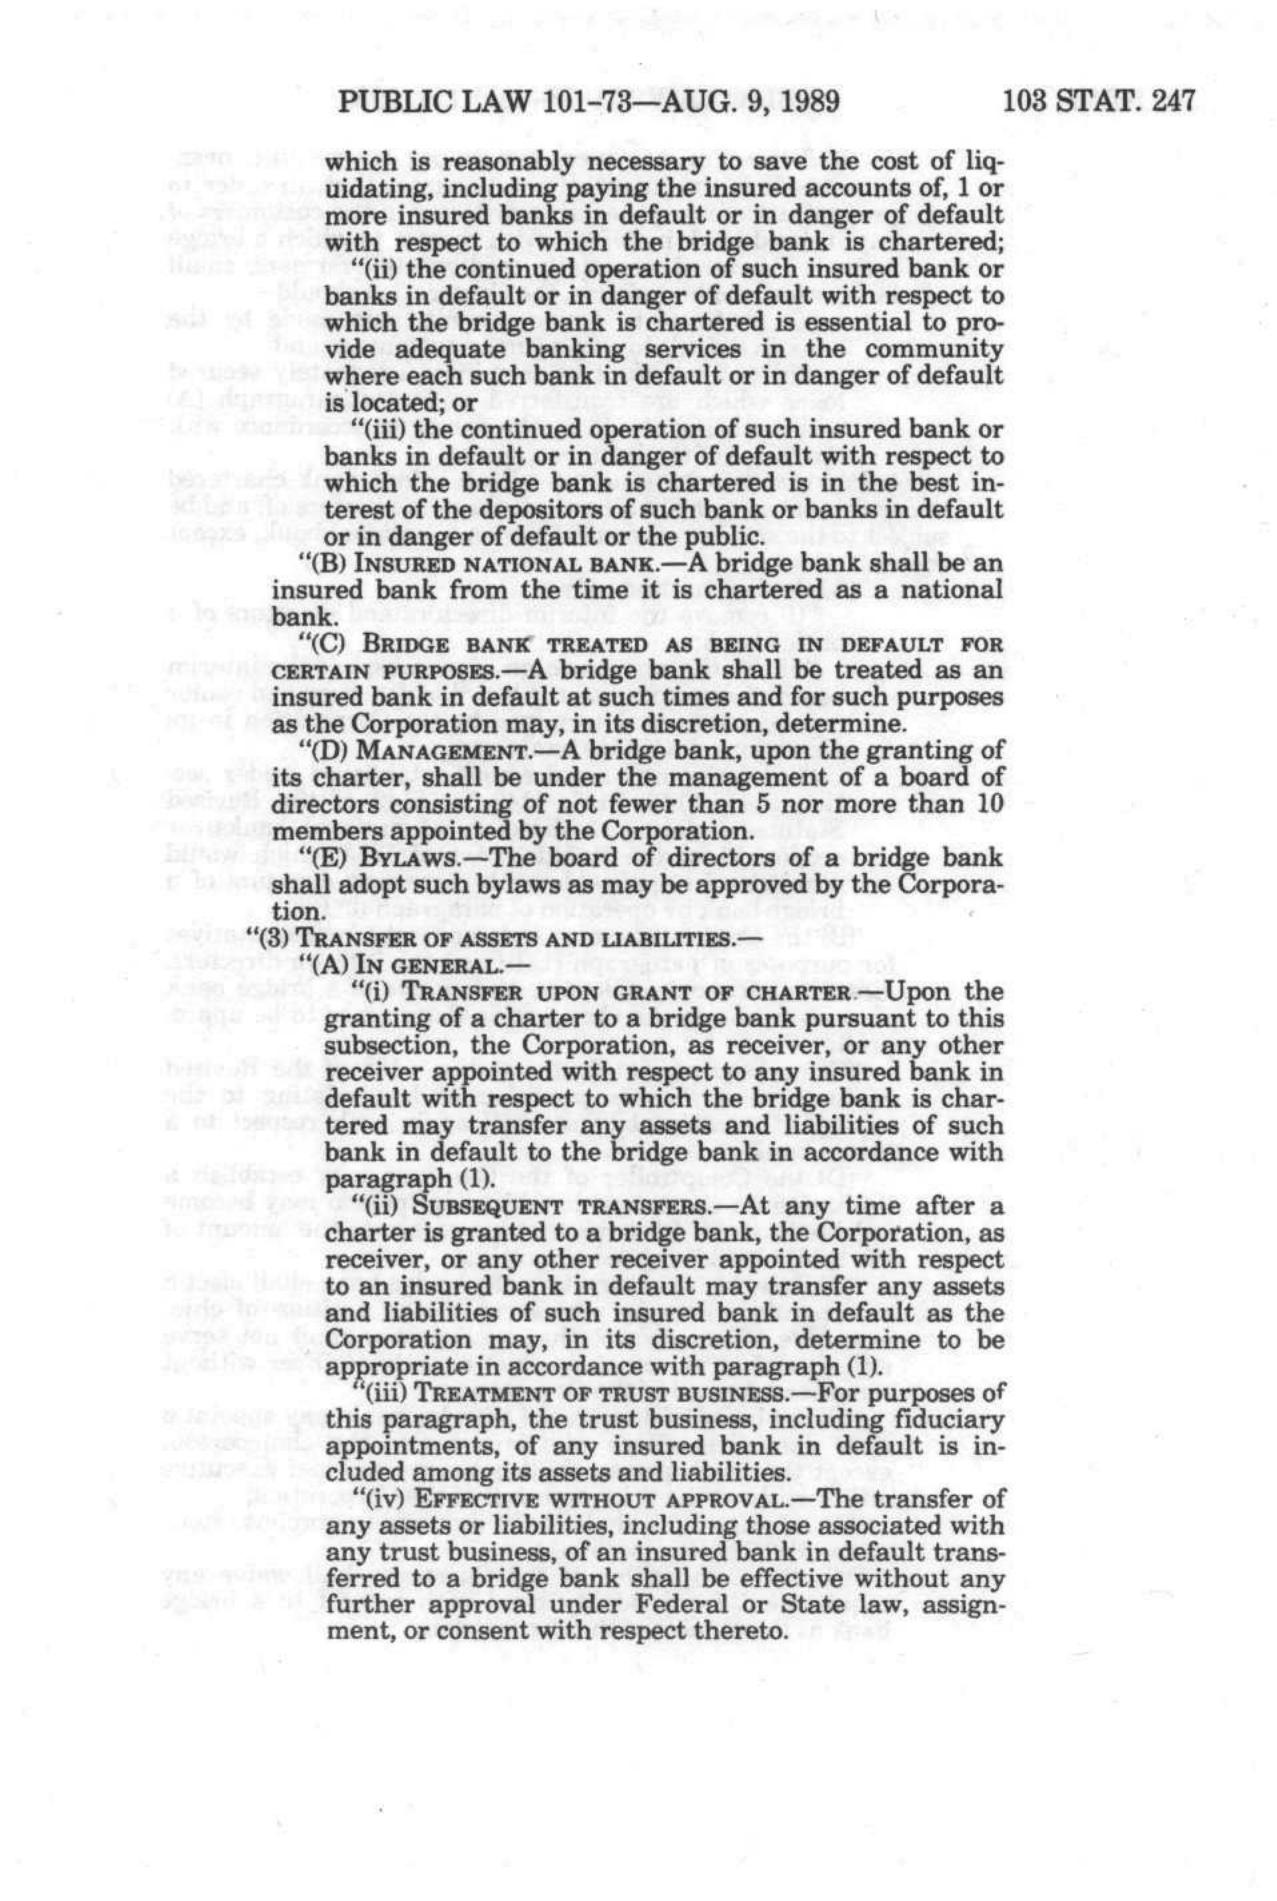 PUBLIC LAW 101-73—AUG. 9, 1989 103 STAT. 247
which is reasonably necessary to save the cost of liq-
uidating, including paying the insured accounts of, 1 or
more insured banks in default or in danger of default
with respect to which the bridge bank is chartered;
“(ii) the continued operation of such insured bank or
banks in default or in danger of default with respect to
which the bridge bank is chartered is essential to pro-
vide adequate banking services in the community
where each such bank in default or in danger of default
is located; or
“(iii) the continued operation of such insured bank or
banks in default or in danger of default with respect to
which the bridge bank is chartered is in the best in-
terest of the depositors of such bank or banks in default
or in danger of default or the public.
“(B) INSURED NATIONAL BANK.—A bridge bank shall be an
insured bank from the time it is chartered as a national
bank.
“(C) BRIDGE BANK TREATED AS BEING IN DEFAULT FOR
CERTAIN PURPOSES.—A bridge bank shall be treated as an
insured bank in default at such times and for such purposes
as the Corporation may, in its discretion, determine.
“(D) MANAGEMENT.—A bridge bank, upon the granting of
its charter, shall be under the management of a board of
directors consisting of not fewer than 5 nor more than 10
members appointed by the Corporation.
“(E) BYLAWS.—The board of directors of a bridge bank
shall adopt such bylaws as may be approved by the Corpora-
tion.
“(3) TRANSFER OF ASSETS AND LIABILITIES.—
“(A) IN GENERAL.—
“(i) TRANSFER UPON GRANT OF CHARTER.—Upon the
granting of a charter to a bridge bank pursuant to this
subsection, the Corporation, as receiver, or any other
receiver appointed with respect to any insured bank in
default with respect to which the bridge bank is char-
tered may transfer any assets and liabilities of such
bank in default to the bridge bank in accordance with
paragraph (1).
“(ii) SUBSEQUENT TRANSFERS.—At any time after a
charter is granted to a bridge bank, the Corporation, as
receiver, or any other receiver appointed with respect
to an insured bank in default may transfer any assets
and liabilities of such insured bank in default as the
Corporation may, in its discretion, determine to be
appropriate in accordance with paragraph (1).
“(iii) TREATMENT OF TRUST BUSINESS.—For purposes of
this paragraph, the trust business, including fiduciary
appointments, of any insured bank in default is in-
cluded among its assets and liabilities.
“(iv) EFFECTIVE WITHOUT APPROVAL.—The transfer of
any assets or liabilities, including those associated with
any trust business, of an insured bank in default trans-
ferred to a bridge bank shall be effective without any
further approval under Federal or State law, assign-
ment, or consent with respect thereto.